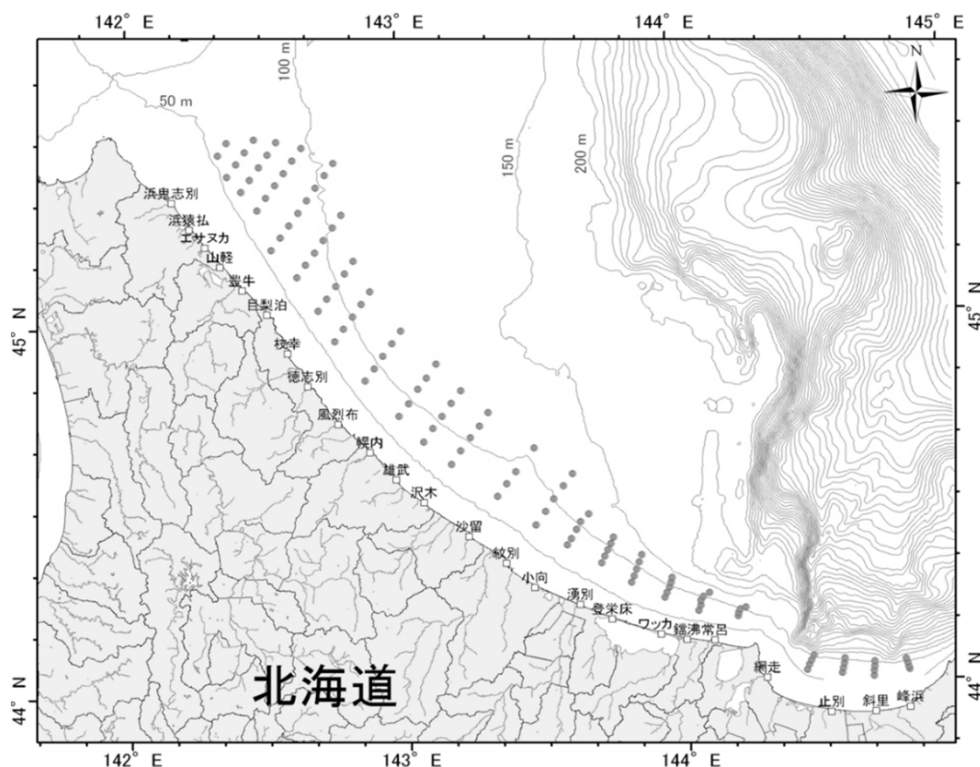 142° E
143° E
144° E
145° E
N
100 m
50 m
150 m
200 m
浜鬼志別
浜猿払
エサヌカ
山軽
豊牛
目梨泊
枝幸
徳志別
風烈布
幌内
雄武
沢木
沙留
紋別
小向
湧別
登栄床
ワッカ
鐺沸常呂
網走
止別
斜里
峰浜
北海道
45° N
45° N
44° N
44° N
142° E
143° E
144° E